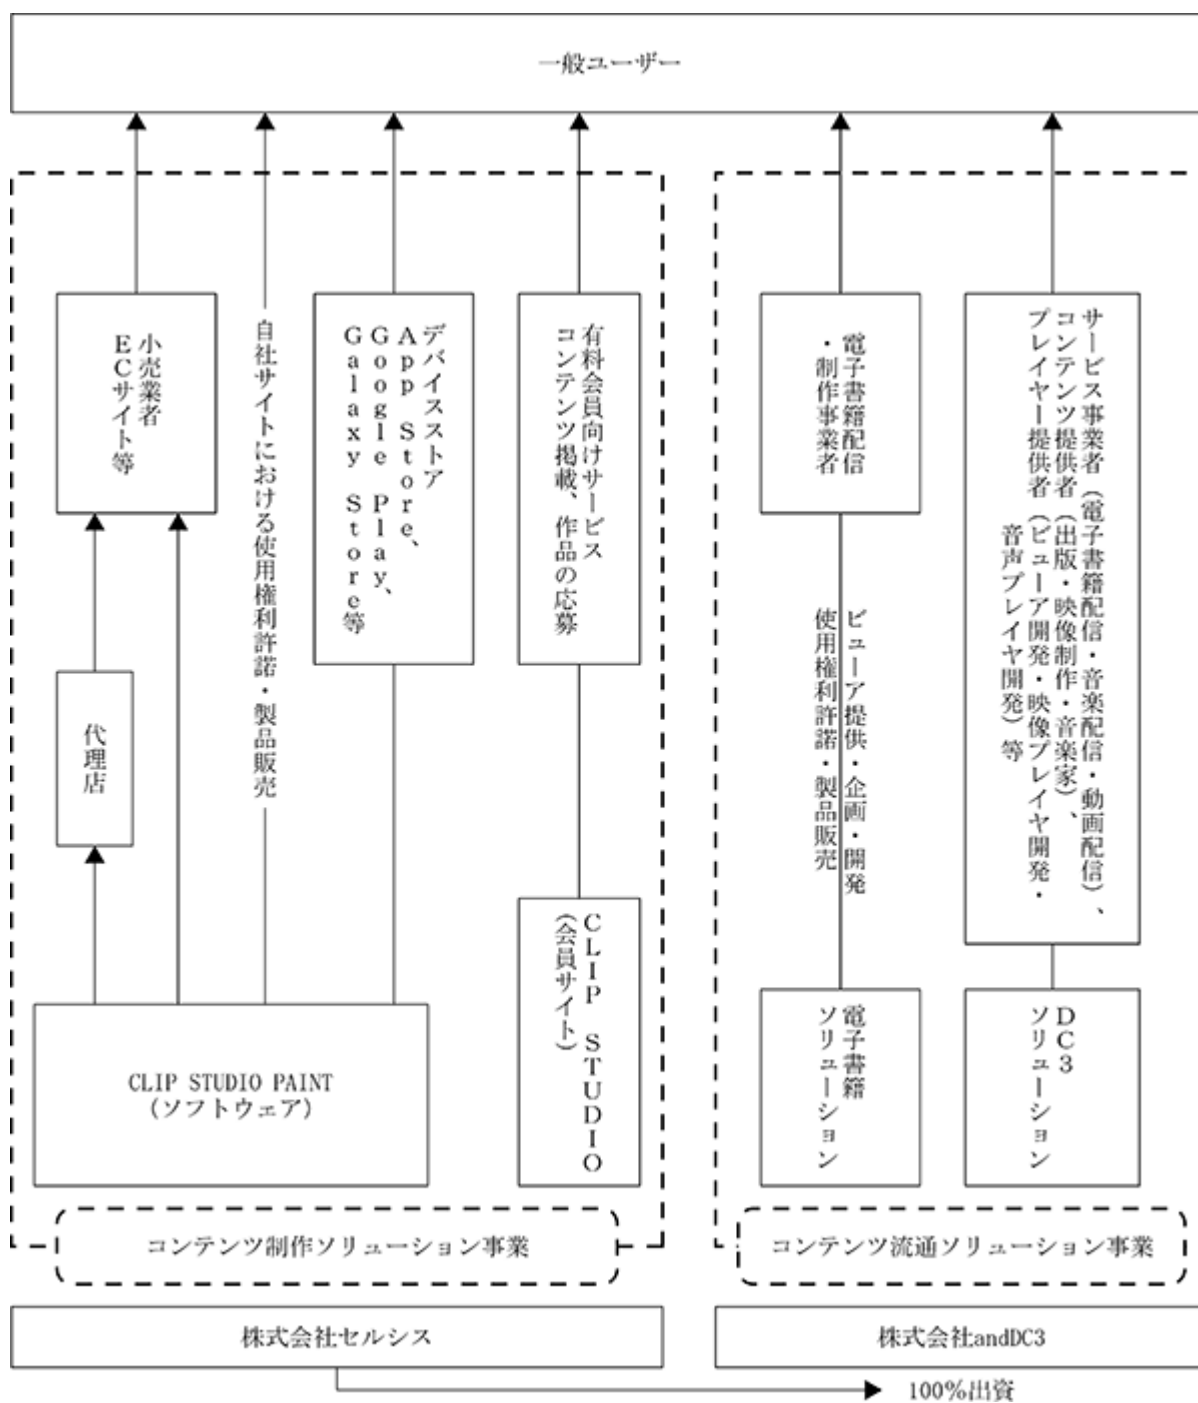 一般ユーザー
小売業者
ECサイト等
自社サイトにおける使用権利許諾・製品販売
デバイスストア
App Store、
Google Play、
Galaxy Store等
有料会員向けサービス
コンテンツ掲載、作品の応募
電子書籍配信
・制作事業者
サービス事業者（電子書籍配信・音楽配信・動画配信）、
コンテンツ提供者（出版・映像制作・音楽家）、
プレイヤー提供者（ビューア開発・映像プレイヤ開発・
音声プレイヤ開発）等
代理店
ビューア提供・企画・開発
使用権利許諾・製品販売
CLIP STUDIO PAINT
（ソフトウェア）
CLIP STUDIO
（会員サイト）
電子書籍
ソリューション
DC3
ソリューション
コンテンツ制作ソリューション事業
コンテンツ流通ソリューション事業
株式会社セルシス
株式会社andDC3
100%出資